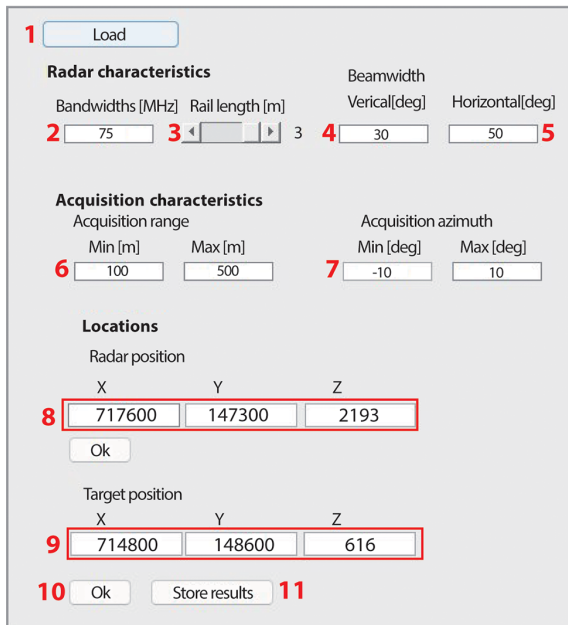 1 Load
Radar characteristics
Beamwidth
Bandwidths [MHz] Rail length [m] Verical[deg] Horizontal[deg]
2 75 3 3 4 30 50 5
Acquisition characteristics
Acquisition range Acquisition azimuth
Min [m] Max [m] Min [deg] Max [deg]
6 100 500 7 -10 10
Locations
Radar position
X Y Z
8 717600 147300 2193
Ok
Target position
X Y Z
9 714800 148600 616
10 Ok Store results 11